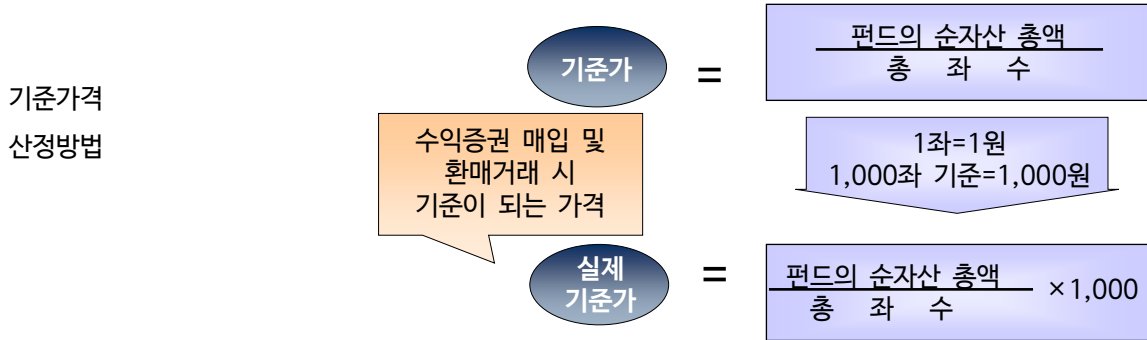 기준가격
산정방법
기준가
=
펀드의 순자산 총액
총 좌 수
수익증권 매입 및
환매거래 시
기준이 되는 가격
1좌=1원
1,000좌 기준=1,000원
실제
기준가
=
펀드의 순자산 총액
총 좌 수
×1,000